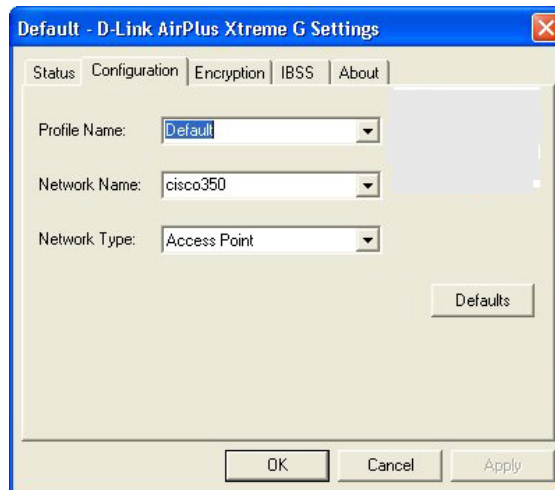 Default - D-Link AirPlus Xtreme G Settings
Status Configuration Encryption IBSS About
Profile Name: Default
Network Name: cisco350
Network Type: Access Point
Defaults
OK Cancel Apply